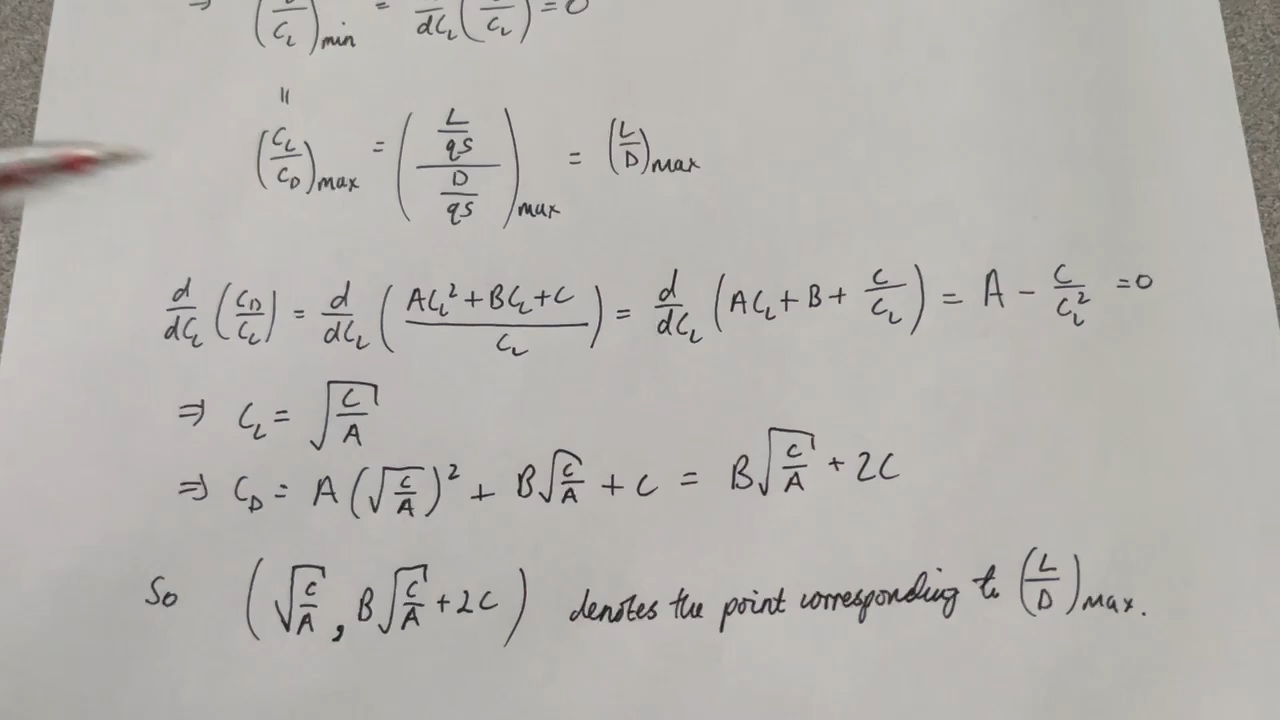 ⇒ (C_D/C_L)_min = d/dC_L (C_D/C_L) = 0
=
(C_L/C_D)_max = ((L/qS)/(D/qS))_max = (L/D)_max
d/dC_L (C_D/C_L) = d/dC_L ((AC_L² + BC_L + C)/C_L) = d/dC_L (AC_L + B + C/C_L) = A - C/C_L² = 0
⇒ C_L = √(C/A)
⇒ C_D = A(√(C/A))² + B√(C/A) + C = B√(C/A) + 2C
So (√(C/A), B√(C/A) + 2C) denotes the point corresponding to (L/D)_max.